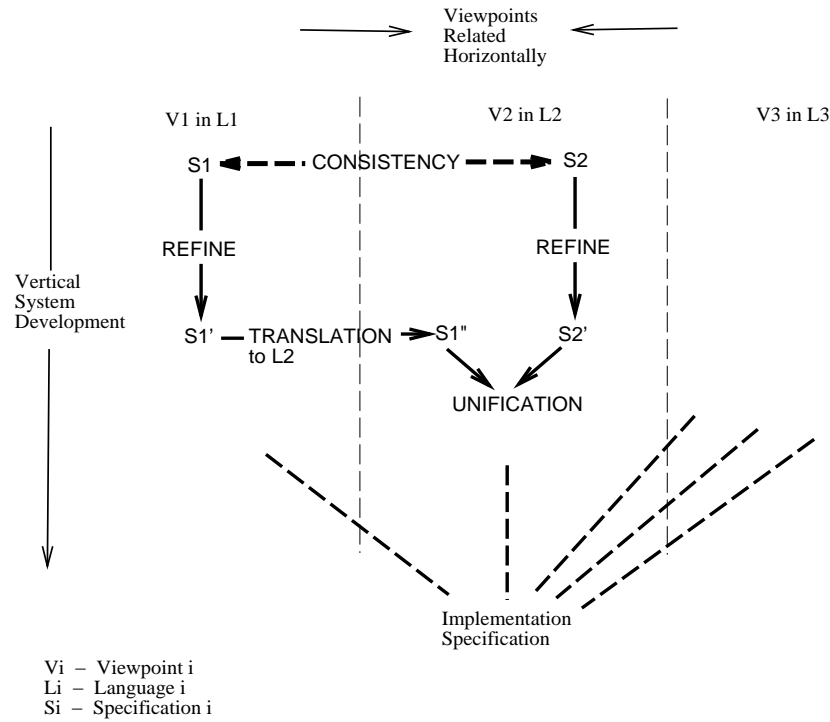 Viewpoints
Related
Horizontally
V1 in L1
V2 in L2
V3 in L3
S1
CONSISTENCY
S2
REFINE
REFINE
Vertical
System
Development
S1'
TRANSLATION
to L2
S1"
S2'
UNIFICATION
Implementation
Specification
Vi – Viewpoint i
Li – Language i
Si – Specification i